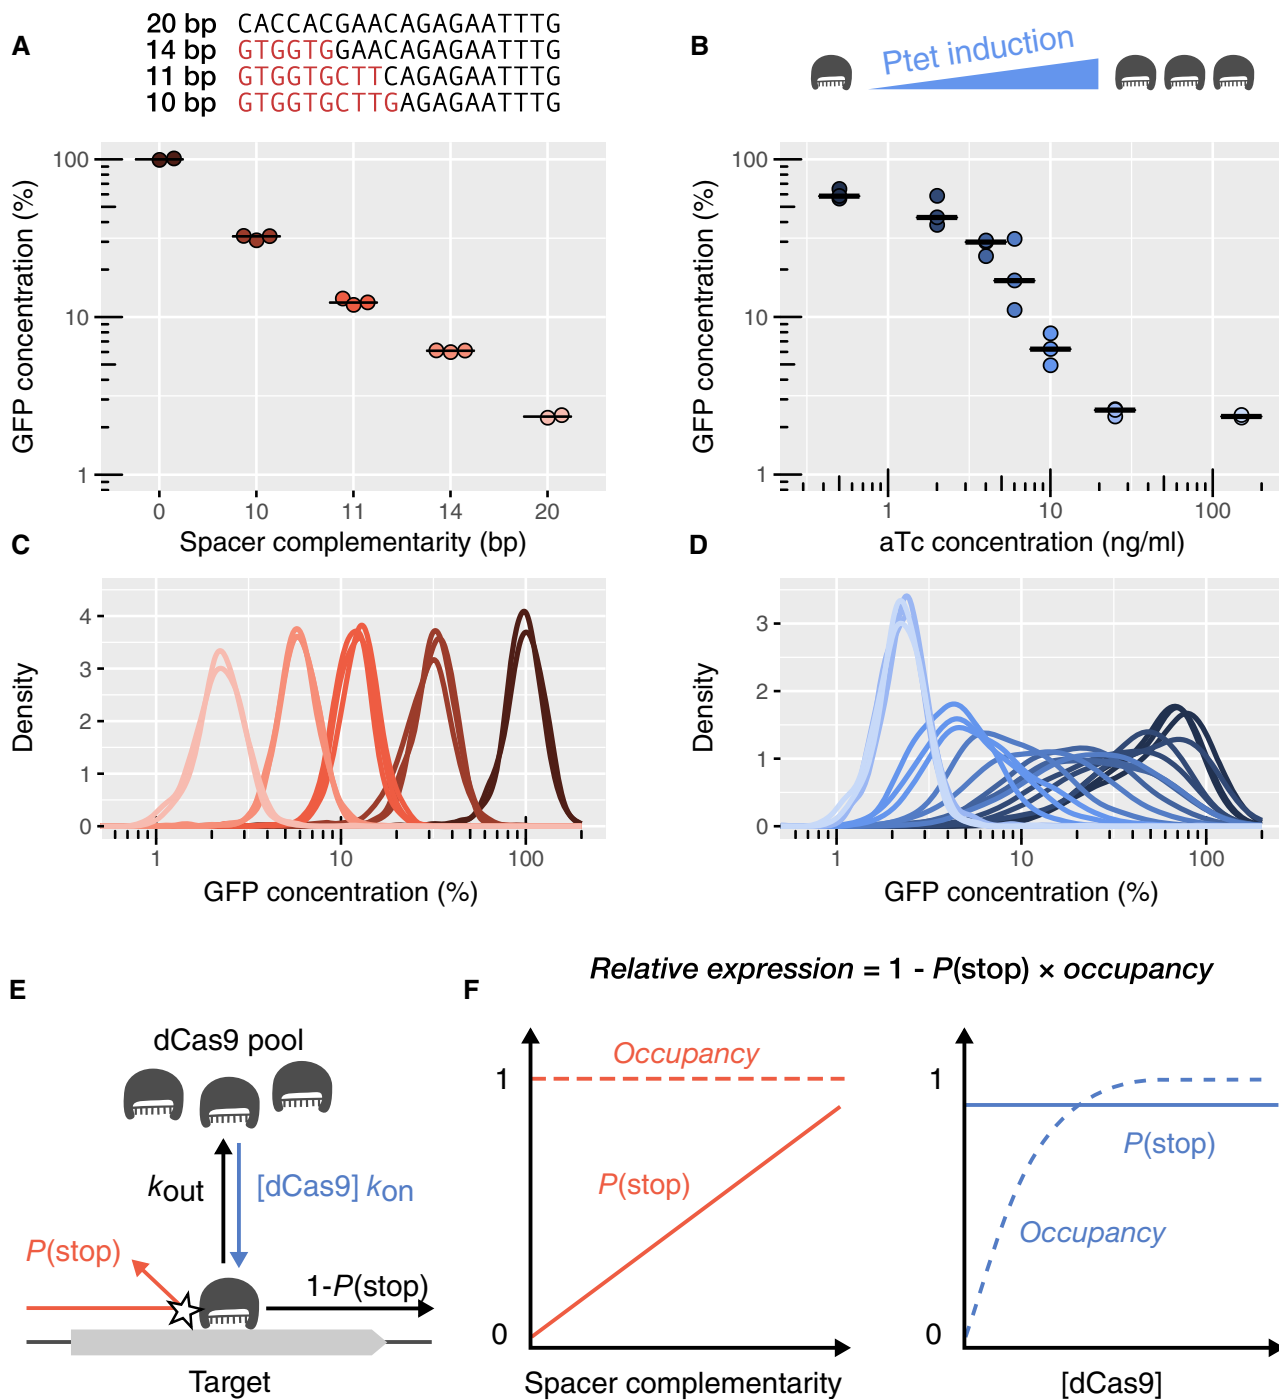 A
20 bp CACCACGAACAGAGAATTTG
14 bp GTGGTGGAACAGAGAATTTG
11 bp GTGGTGCTTCAGAGAATTTG
10 bp GTGGTGCTTGAGAGAATTTG
GFP concentration (%)
100
10
1
0 10 11 14 20
Spacer complementarity (bp)
B
Ptet induction
GFP concentration (%)
100
10
1
1 10 100
aTc concentration (ng/ml)
C
Density
4
3
2
1
0
1 10 100
GFP concentration (%)
D
Density
3
2
1
0
1 10 100
GFP concentration (%)
E
dCas9 pool
kout
[dCas9] kon
P(stop)
1-P(stop)
Target
F
Relative expression = 1 - P(stop) × occupancy
1
Occupancy
P(stop)
0
Spacer complementarity
1
P(stop)
Occupancy
0
[dCas9]